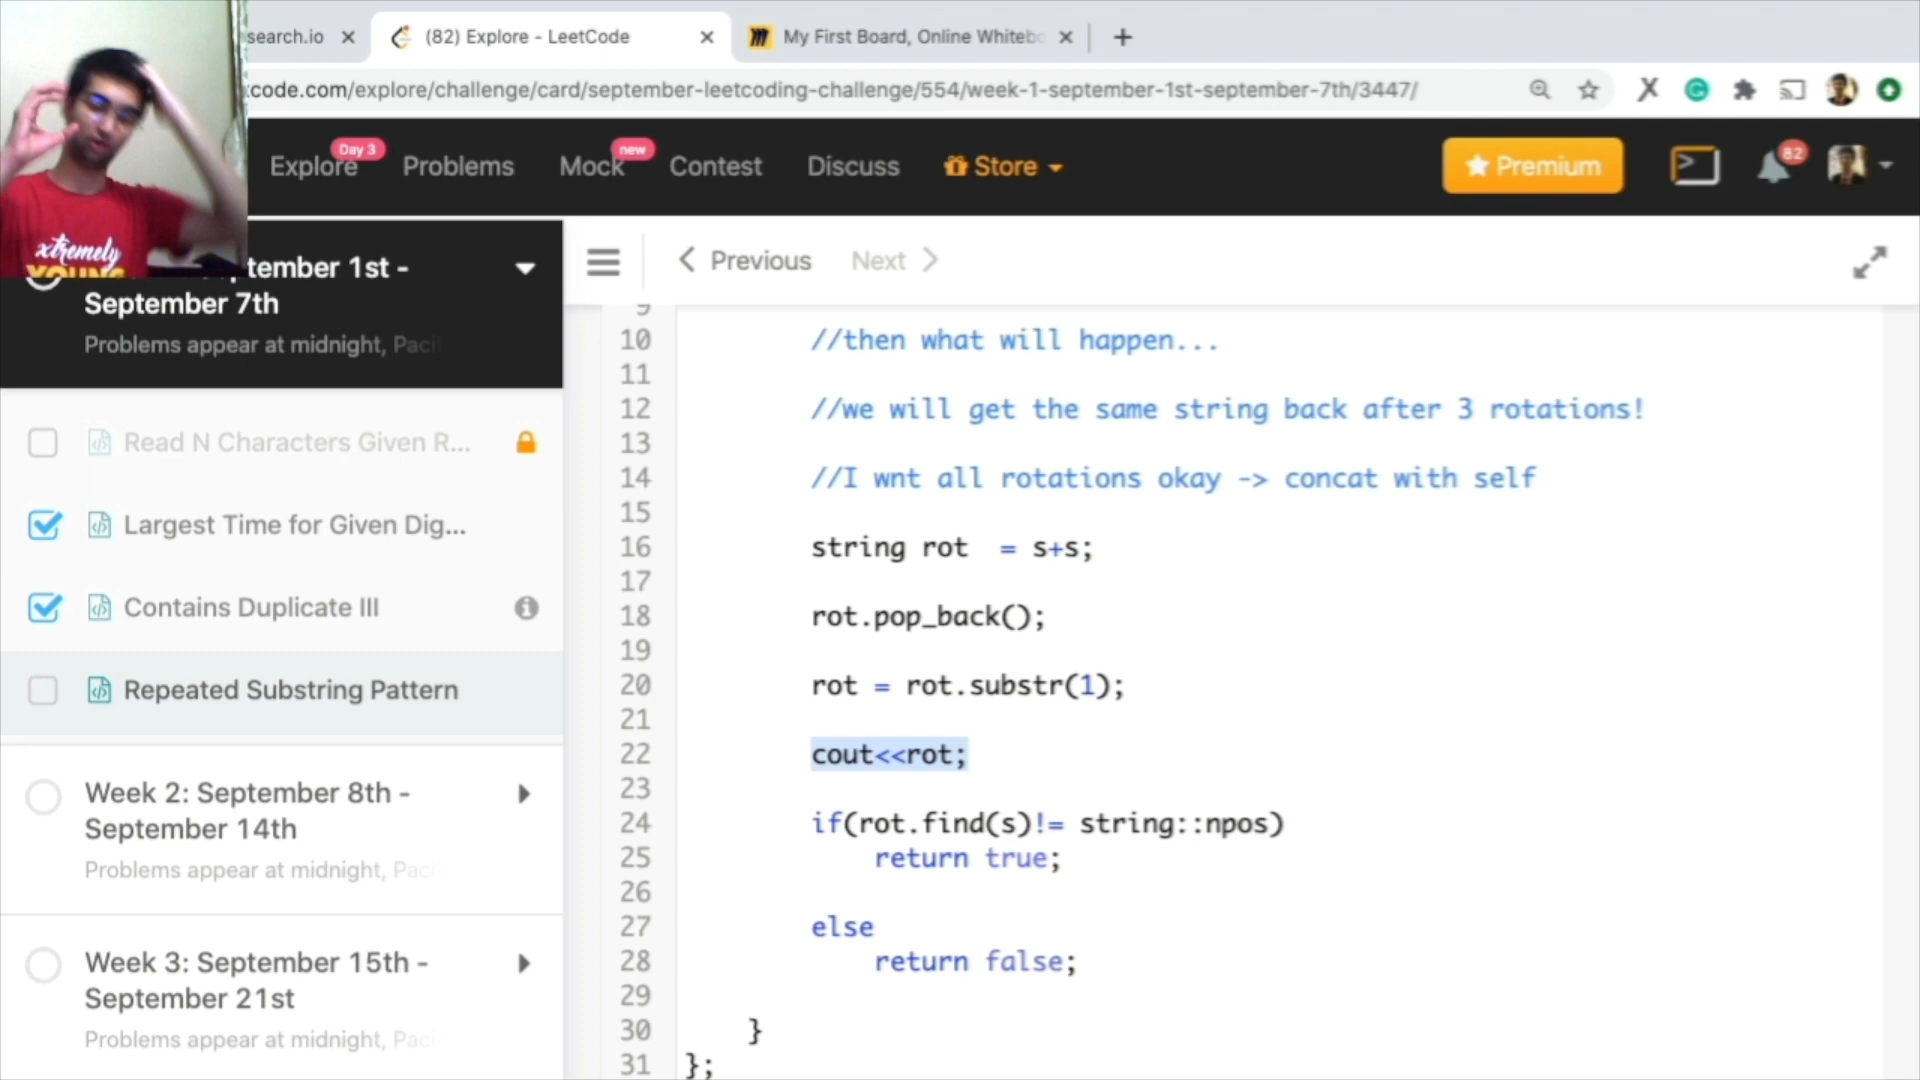 search.io
(82) Explore - LeetCode
My First Board, Online Whitebo
code.com/explore/challenge/card/september-leetcoding-challenge/554/week-1-september-1st-september-7th/3447/
Explore
Day 3
Problems
Mock
new
Contest
Discuss
Store
Premium
82
xtremely
YOUNG
tember 1st -
September 7th
Problems appear at midnight, Paci
Read N Characters Given R...
Largest Time for Given Dig...
Contains Duplicate III
Repeated Substring Pattern
Week 2: September 8th -
September 14th
Problems appear at midnight, Paci
Week 3: September 15th -
September 21st
Problems appear at midnight, Paci
Previous
Next
9
10 //then what will happen...
11
12 //we will get the same string back after 3 rotations!
13
14 //I wnt all rotations okay -> concat with self
15
16 string rot  = s+s;
17
18 rot.pop_back();
19
20 rot = rot.substr(1);
21
22 cout<<rot;
23
24 if(rot.find(s)!= string::npos)
25 return true;
26
27 else
28 return false;
29
30 }
31 };